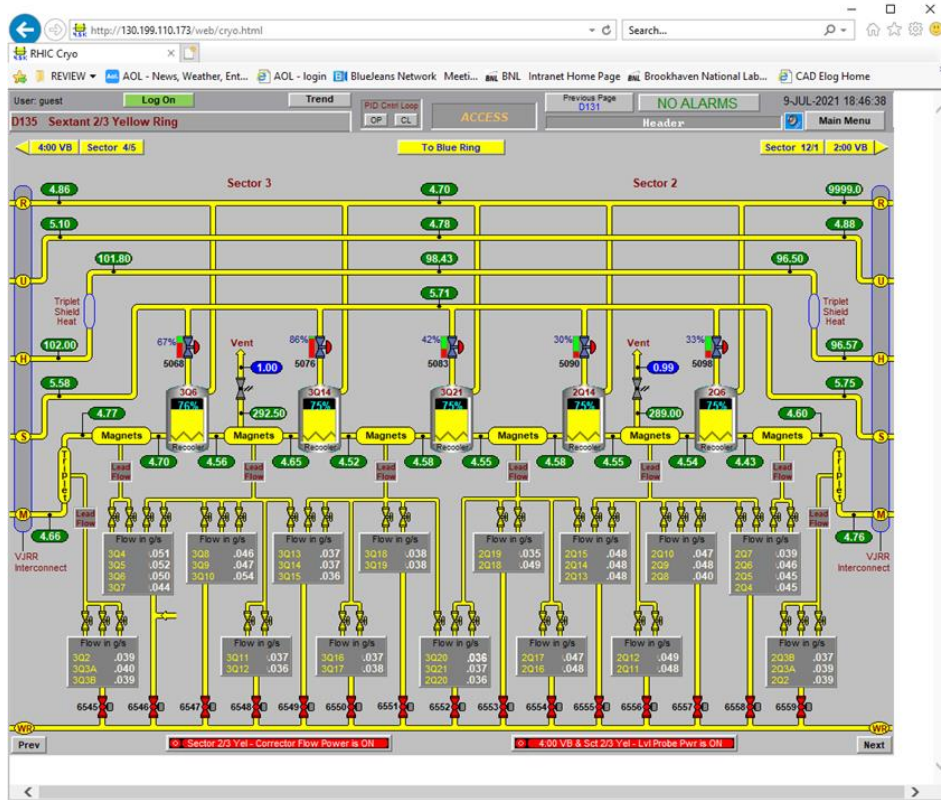 http://130.199.110.173/web/cryo.html
Search...
RHIC Cryo
REVIEW
AOL - News, Weather, Ent...
AOL - login
BlueJeans Network Meeti...
BNL Intranet Home Page
Brookhaven National Lab...
CAD Elog Home
User: guest
Log On
Trend
PID Cntrl Loop
OP CL
ACCESS
Previous Page
D131
NO ALARMS
9-JUL-2021 18:46:38
D135 Sextant 2/3 Yellow Ring
Header
Main Menu
4:00 VB Sector 4/5
To Blue Ring
Sector 12/1 2:00 VB
Sector 3
Sector 2
4.86 4.70 9999.0
R R
5.10 4.78 4.88
U U
101.80 98.43 96.50
5.71
Triplet
Shield
Heat
Triplet
Shield
Heat
H H
102.00 96.57
67% 86% 42% 30% 33%
5068 5076 5083 5090 5098
Vent Vent
1.00 0.99
5.58 5.75
S S
3Q6 3Q14 3Q21 2Q14 2Q6
76% 75% 75% 75% 75%
292.50 289.00
4.77 4.60
Magnets Magnets Magnets Magnets Magnets Magnets
Recooler Recooler Recooler Recooler Recooler
4.70 4.56 4.65 4.52 4.58 4.55 4.58 4.55 4.54 4.43
Triplet Triplet
Lead
Flow
Lead
Flow
Lead
Flow
Lead
Flow
Lead
Flow
Lead
Flow
Lead
Flow
Lead
Flow
M M
4.66 4.76
VJRR
Interconnect
VJRR
Interconnect
Flow in g/s
3Q4 .051
3Q5 .052
3Q6 .050
3Q7 .044
3Q8 .046
3Q9 .047
3Q10 .054
Flow in g/s
3Q13 .037
3Q14 .037
3Q15 .036
3Q18 .038
3Q19 .038
Flow in g/s
2Q19 .035
2Q18 .049
2Q15 .048
2Q14 .048
2Q13 .048
Flow in g/s
2Q10 .047
2Q9 .048
2Q8 .040
2Q7 .039
2Q6 .046
2Q5 .045
2Q4 .045
Flow in g/s
3Q2 .039
3Q3A .040
3Q3B .039
Flow in g/s
3Q11 .037
3Q12 .036
Flow in g/s
3Q16 .037
3Q17 .038
Flow in g/s
3Q20 .036
3Q21 .037
2Q20 .036
Flow in g/s
2Q17 .047
2Q16 .048
Flow in g/s
2Q12 .049
2Q11 .048
Flow in g/s
2Q3B .037
2Q3A .039
2Q2 .039
6545 6546 6547 6548 6549 6550 6551 6552 6553 6554 6555 6556 6557 6558 6559
WR WR
Prev
Sector 2/3 Yel - Corrector Flow Power is ON
4:00 VB & Sct 2/3 Yel - Lvl Probe Pwr is ON
Next